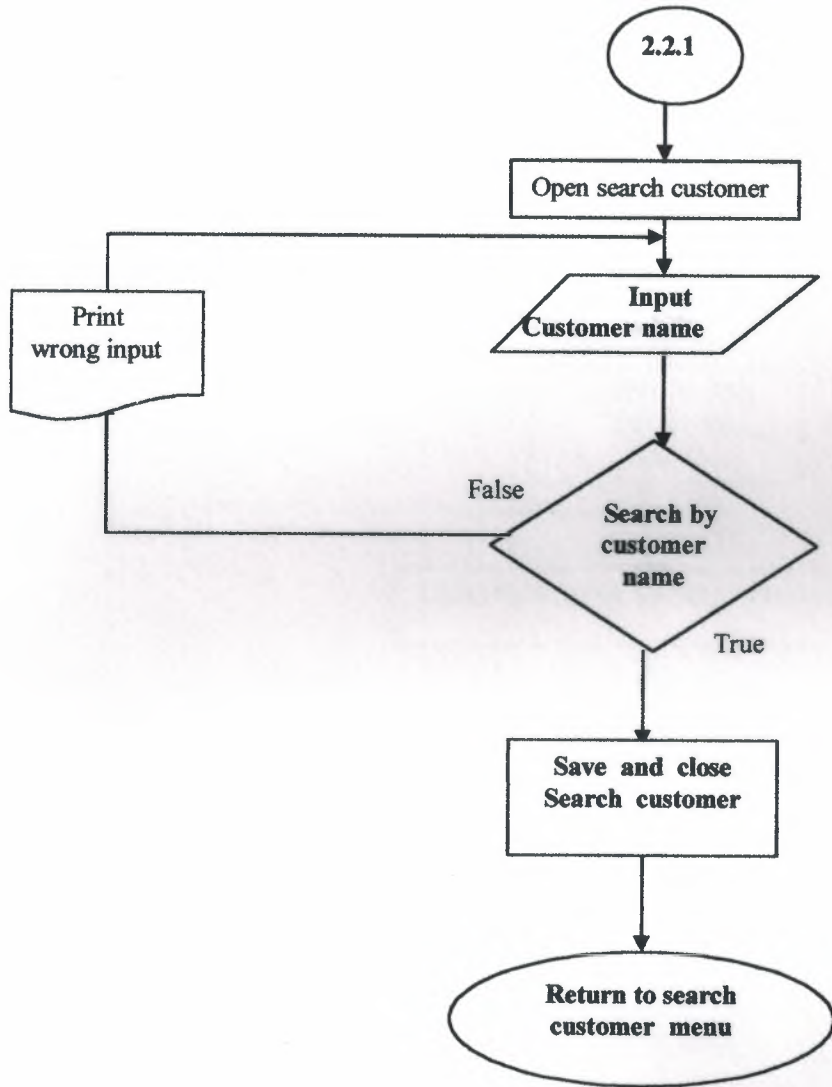 2.2.1
Open search customer
Input
Customer name
Print
wrong input
False
Search by
customer
name
True
Save and close
Search customer
Return to search
customer menu